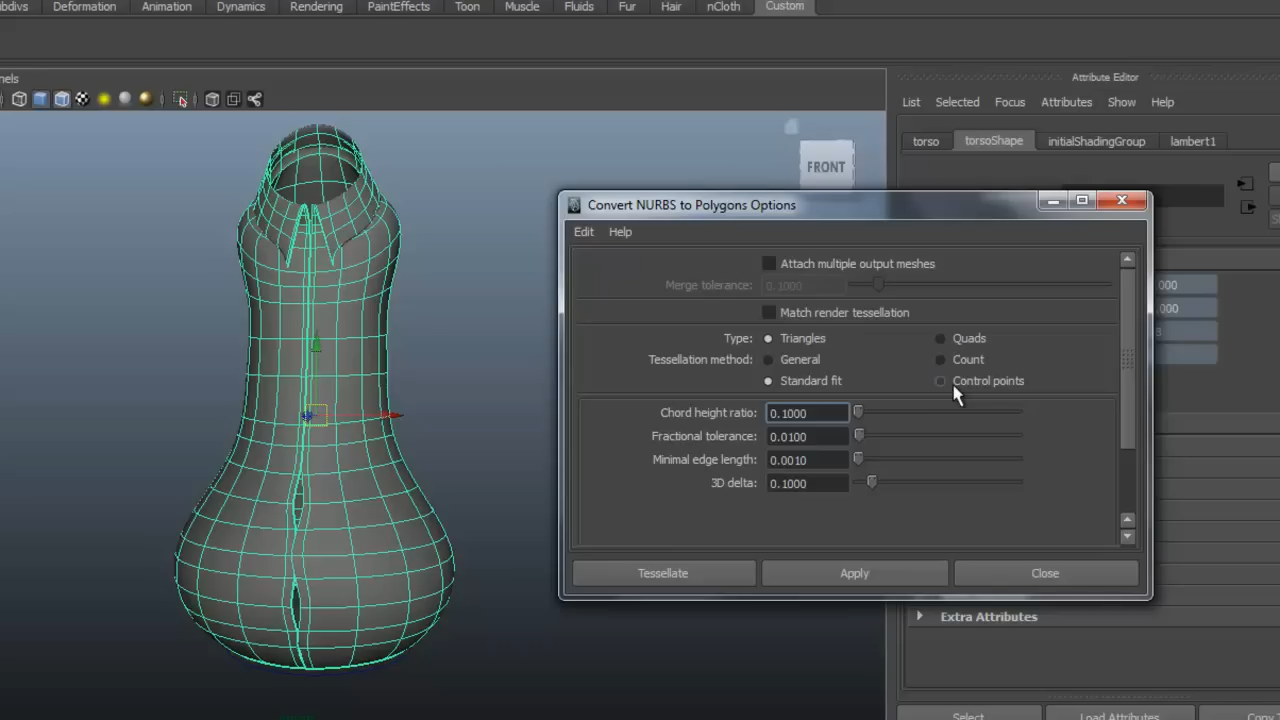 Deformation Animation Dynamics Rendering PaintEffects Toon Muscle Fluids Fur Hair nCloth Custom
Attribute Editor
List Selected Focus Attributes Show Help
torso torsoShape initialShadingGroup lambert1
FRONT
Convert NURBS to Polygons Options
Edit Help
Attach multiple output meshes
Merge tolerance: 0.1000
Match render tessellation
Type: Triangles Quads
Tessellation method: General Count
Standard fit Control points
Chord height ratio: 0.1000
Fractional tolerance: 0.0100
Minimal edge length: 0.0010
3D delta: 0.1000
Tessellate Apply Close
Extra Attributes
Select Load Attributes